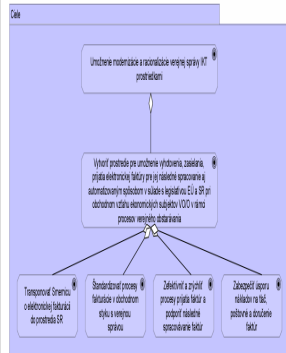 Ciele
Umožnenie modernizácie a racionalizácie verejnej správy IKT
prostriedkami
Vytvoriť prostredie pre umožnenie vyhotovenia, zasielania,
prijatia elektronickej faktúry pre jej následné spracovanie aj
automatizovaným spôsobom v súlade s legislatívou EÚ a SR pri
obchodnom vzťahu ekonomických subjektov VO/O v rámci
procesov verejného obstarávania
Transponovať Smernicu
o elektronickej fakturácii
do prostredia SR
Štandardizovať procesy
fakturácie v obchodnom
styku s verejnou
správou
Zefektívniť a zrýchliť
procesy prijatia faktúr a
podporiť následné
spracovávanie faktúr
Zabezpečiť úsporu
nákladov na tlač,
poštovné a doručenie
faktúr